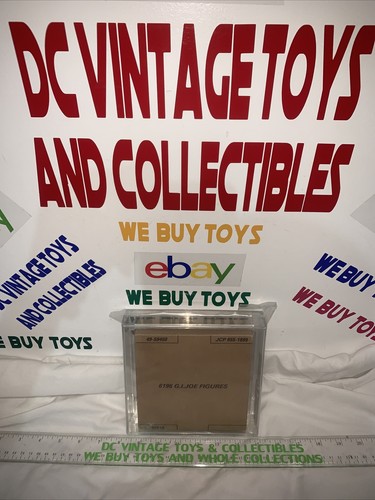 DC VINTAGE TOYS
AND COLLECTIBLES
WE BUY TOYS
ebay
WE BUY TOYS
DC VINTAGE TOYS
AND COLLECTIBLES
WE BUY TOYS
WE BUY
WE BUY TOYS
#6196 G.I.JOE FIGURES
DC VINTAGE TOYS & COLLECTIBLES
WE BUY TOYS AND WHOLE COLLECTIONS